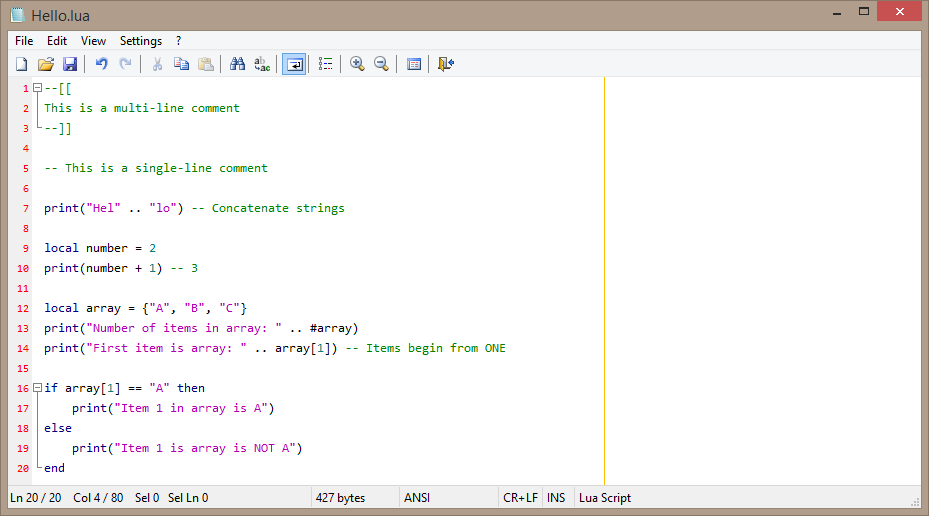 Hello.lua
File Edit View Settings ?
ab
ac
1 --[[
2 This is a multi-line comment
3 --]]
4
5 -- This is a single-line comment
6
7 print("Hel" .. "lo") -- Concatenate strings
8
9 local number = 2
10 print(number + 1) -- 3
11
12 local array = {"A", "B", "C"}
13 print("Number of items in array: " .. #array)
14 print("First item is array: " .. array[1]) -- Items begin from ONE
15
16 if array[1] == "A" then
17     print("Item 1 in array is A")
18 else
19     print("Item 1 is array is NOT A")
20 end
Ln 20 / 20 Col 4 / 80 Sel 0 Sel Ln 0 427 bytes ANSI CR+LF INS Lua Script